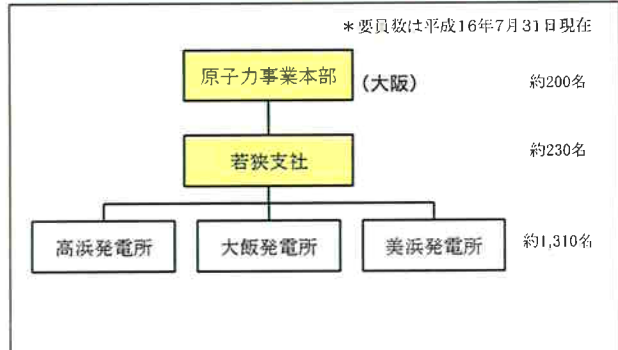 ＊要員数は平成16年7月31日現在
原子力事業本部 (大阪) 約200名
若狭支社 約230名
高浜発電所 大飯発電所 美浜発電所 約1,310名